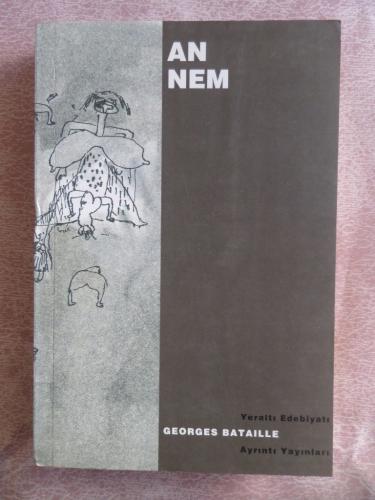 AN
NEM
Yeraltı Edebiyatı
GEORGES BATAILLE
Ayrıntı Yayınları